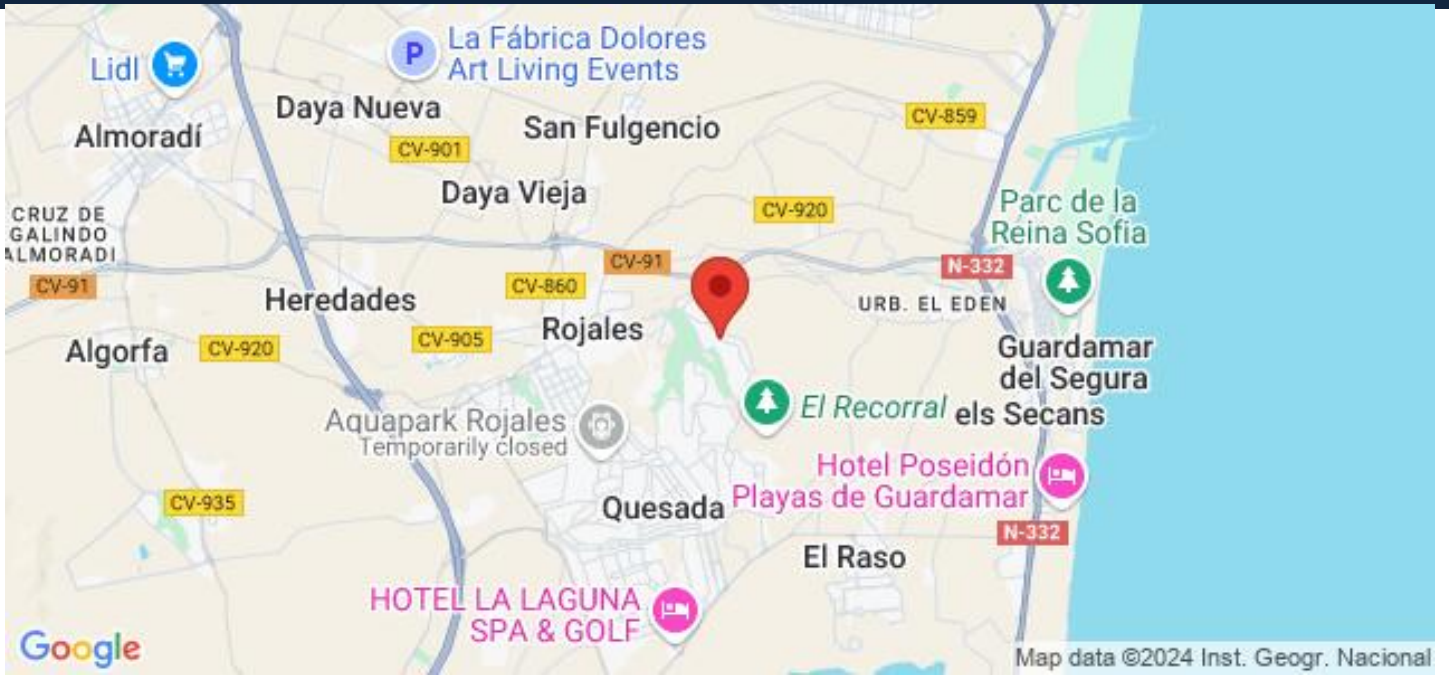 La Fábrica Dolores
Art Living Events
P
Lidl
Daya Nueva
San Fulgencio
CV-859
Almoradí
CV-901
Daya Vieja
CV-920
Parc de la
Reina Sofia
CRUZ DE
GALINDO
ALMORADI
CV-91
N-332
CV-91
CV-860
Heredades
URB. EL EDEN
Rojales
CV-905
CV-920
Algorfa
Guardamar
del Segura
El Recorral
els Secans
Aquapark Rojales
Temporarily closed
Hotel Poseidón
Playas de Guardamar
CV-935
Quesada
N-332
El Raso
HOTEL LA LAGUNA
SPA & GOLF
Google
Map data ©2024 Inst. Geogr. Nacional